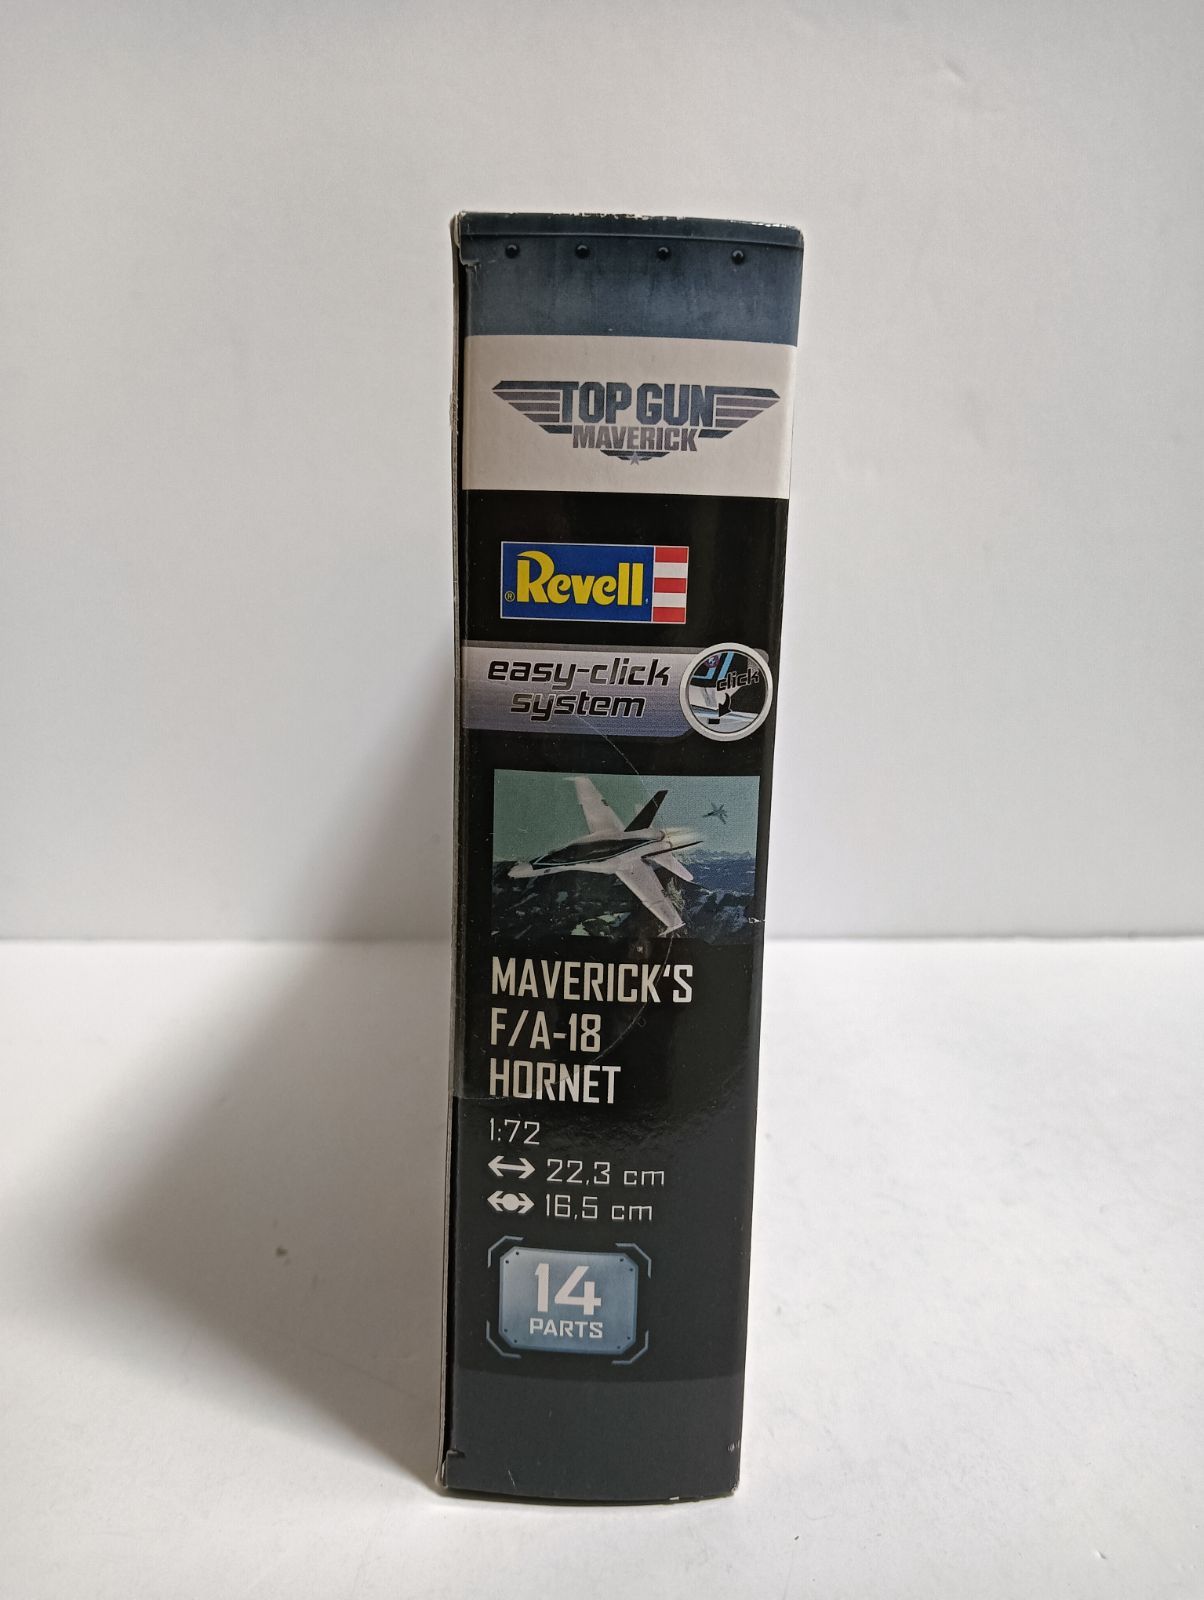 TOP GUN
MAVERICK
® Revell
easy-click
system
click
™
MAVERICK'S
F/A-18
HORNET
1:72
22,3 cm
16,5 cm
14
PARTS